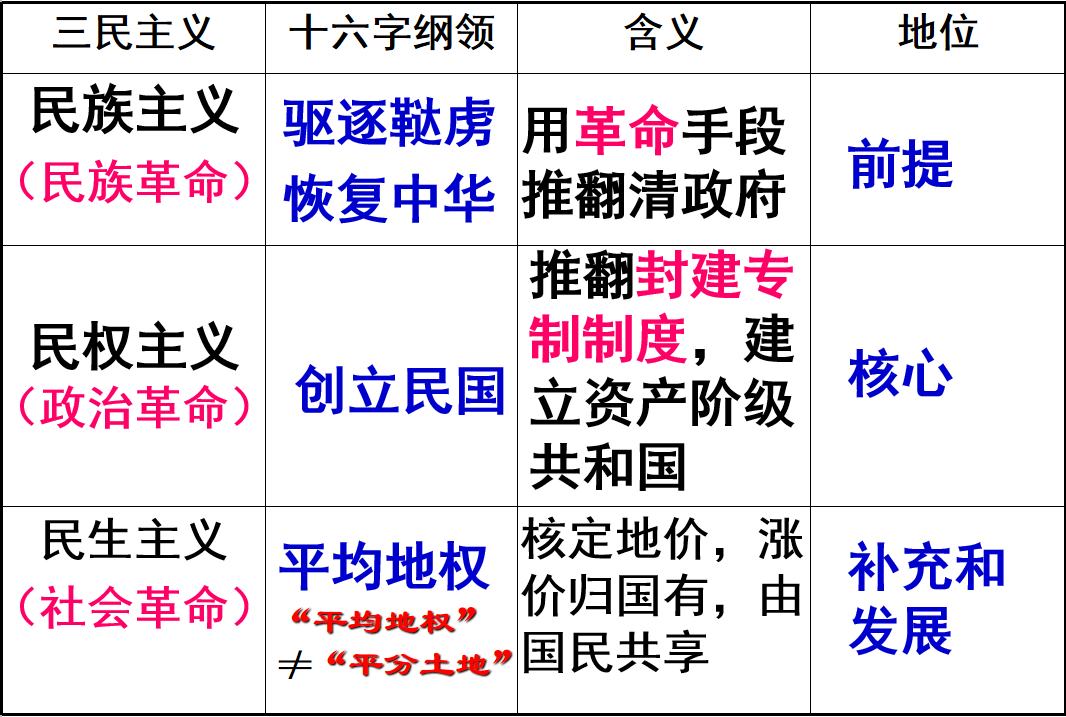 三民主义
十六字纲领
含义
地位
民族主义
（民族革命）
驱逐鞑虏
恢复中华
用革命手段
推翻清政府
前提
民权主义
（政治革命）
创立民国
推翻封建专
制制度，建
立资产阶级
共和国
核心
民生主义
（社会革命）
平均地权
“平均地权”
≠“平分土地”
核定地价，涨
价归国有，由
国民共享
补充和
发展